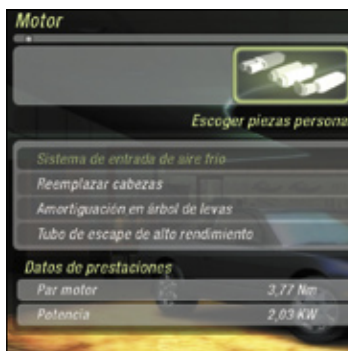 Motor
Escoger piezas persona
Sistema de entrada de aire frío
Reemplazar cabezas
Amortiguación en árbol de levas
Tubo de escape de alto rendimiento
Datos de prestaciones
Par motor 3,77 Nm
Potencia 2,03 KW